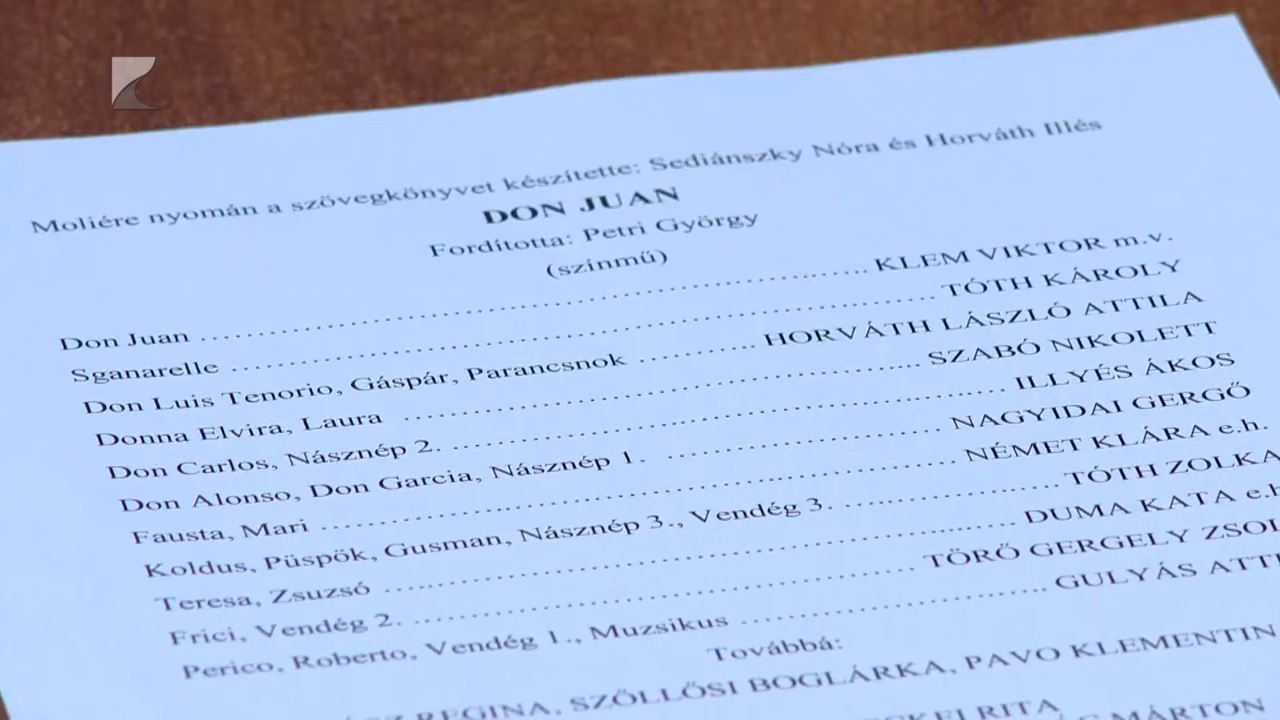 Moliére nyomán a szövegkönyvet készítette: Sediánszky Nóra és Horváth Illés
DON JUAN
Fordította: Petri György
(színmű)
Don Juan ........................ KLEM VIKTOR m.v.
Sganarelle ........................ TÓTH KÁROLY
Don Luis Tenorio, Gáspár, Parancsnok ............ HORVÁTH LÁSZLÓ ATTILA
Donna Elvira, Laura ........................ SZABÓ NIKOLETT
Don Carlos, Násznép 2. ........................ ILLYÉS ÁKOS
Don Alonso, Don Garcia, Násznép 1. ............ NAGYIDAI GERGŐ
Fausta, Mari ........................ NÉMET KLÁRA e.h.
Koldus, Püspök, Gusman, Násznép 3., Vendég 3. ............ TÓTH ZOLKA
Teresa, Zsuzsó ........................ DUMA KATA e.h
Frici, Vendég 2. ........................ TÖRŐ GERGELY ZSOL
Perico, Roberto, Vendég 1., Muzsikus ............ GULYÁS ATTI
Továbbá:
REGINA, SZÖLLŐSI BOGLÁRKA, PAVO KLEMENTIN
RITA
MÁRTON